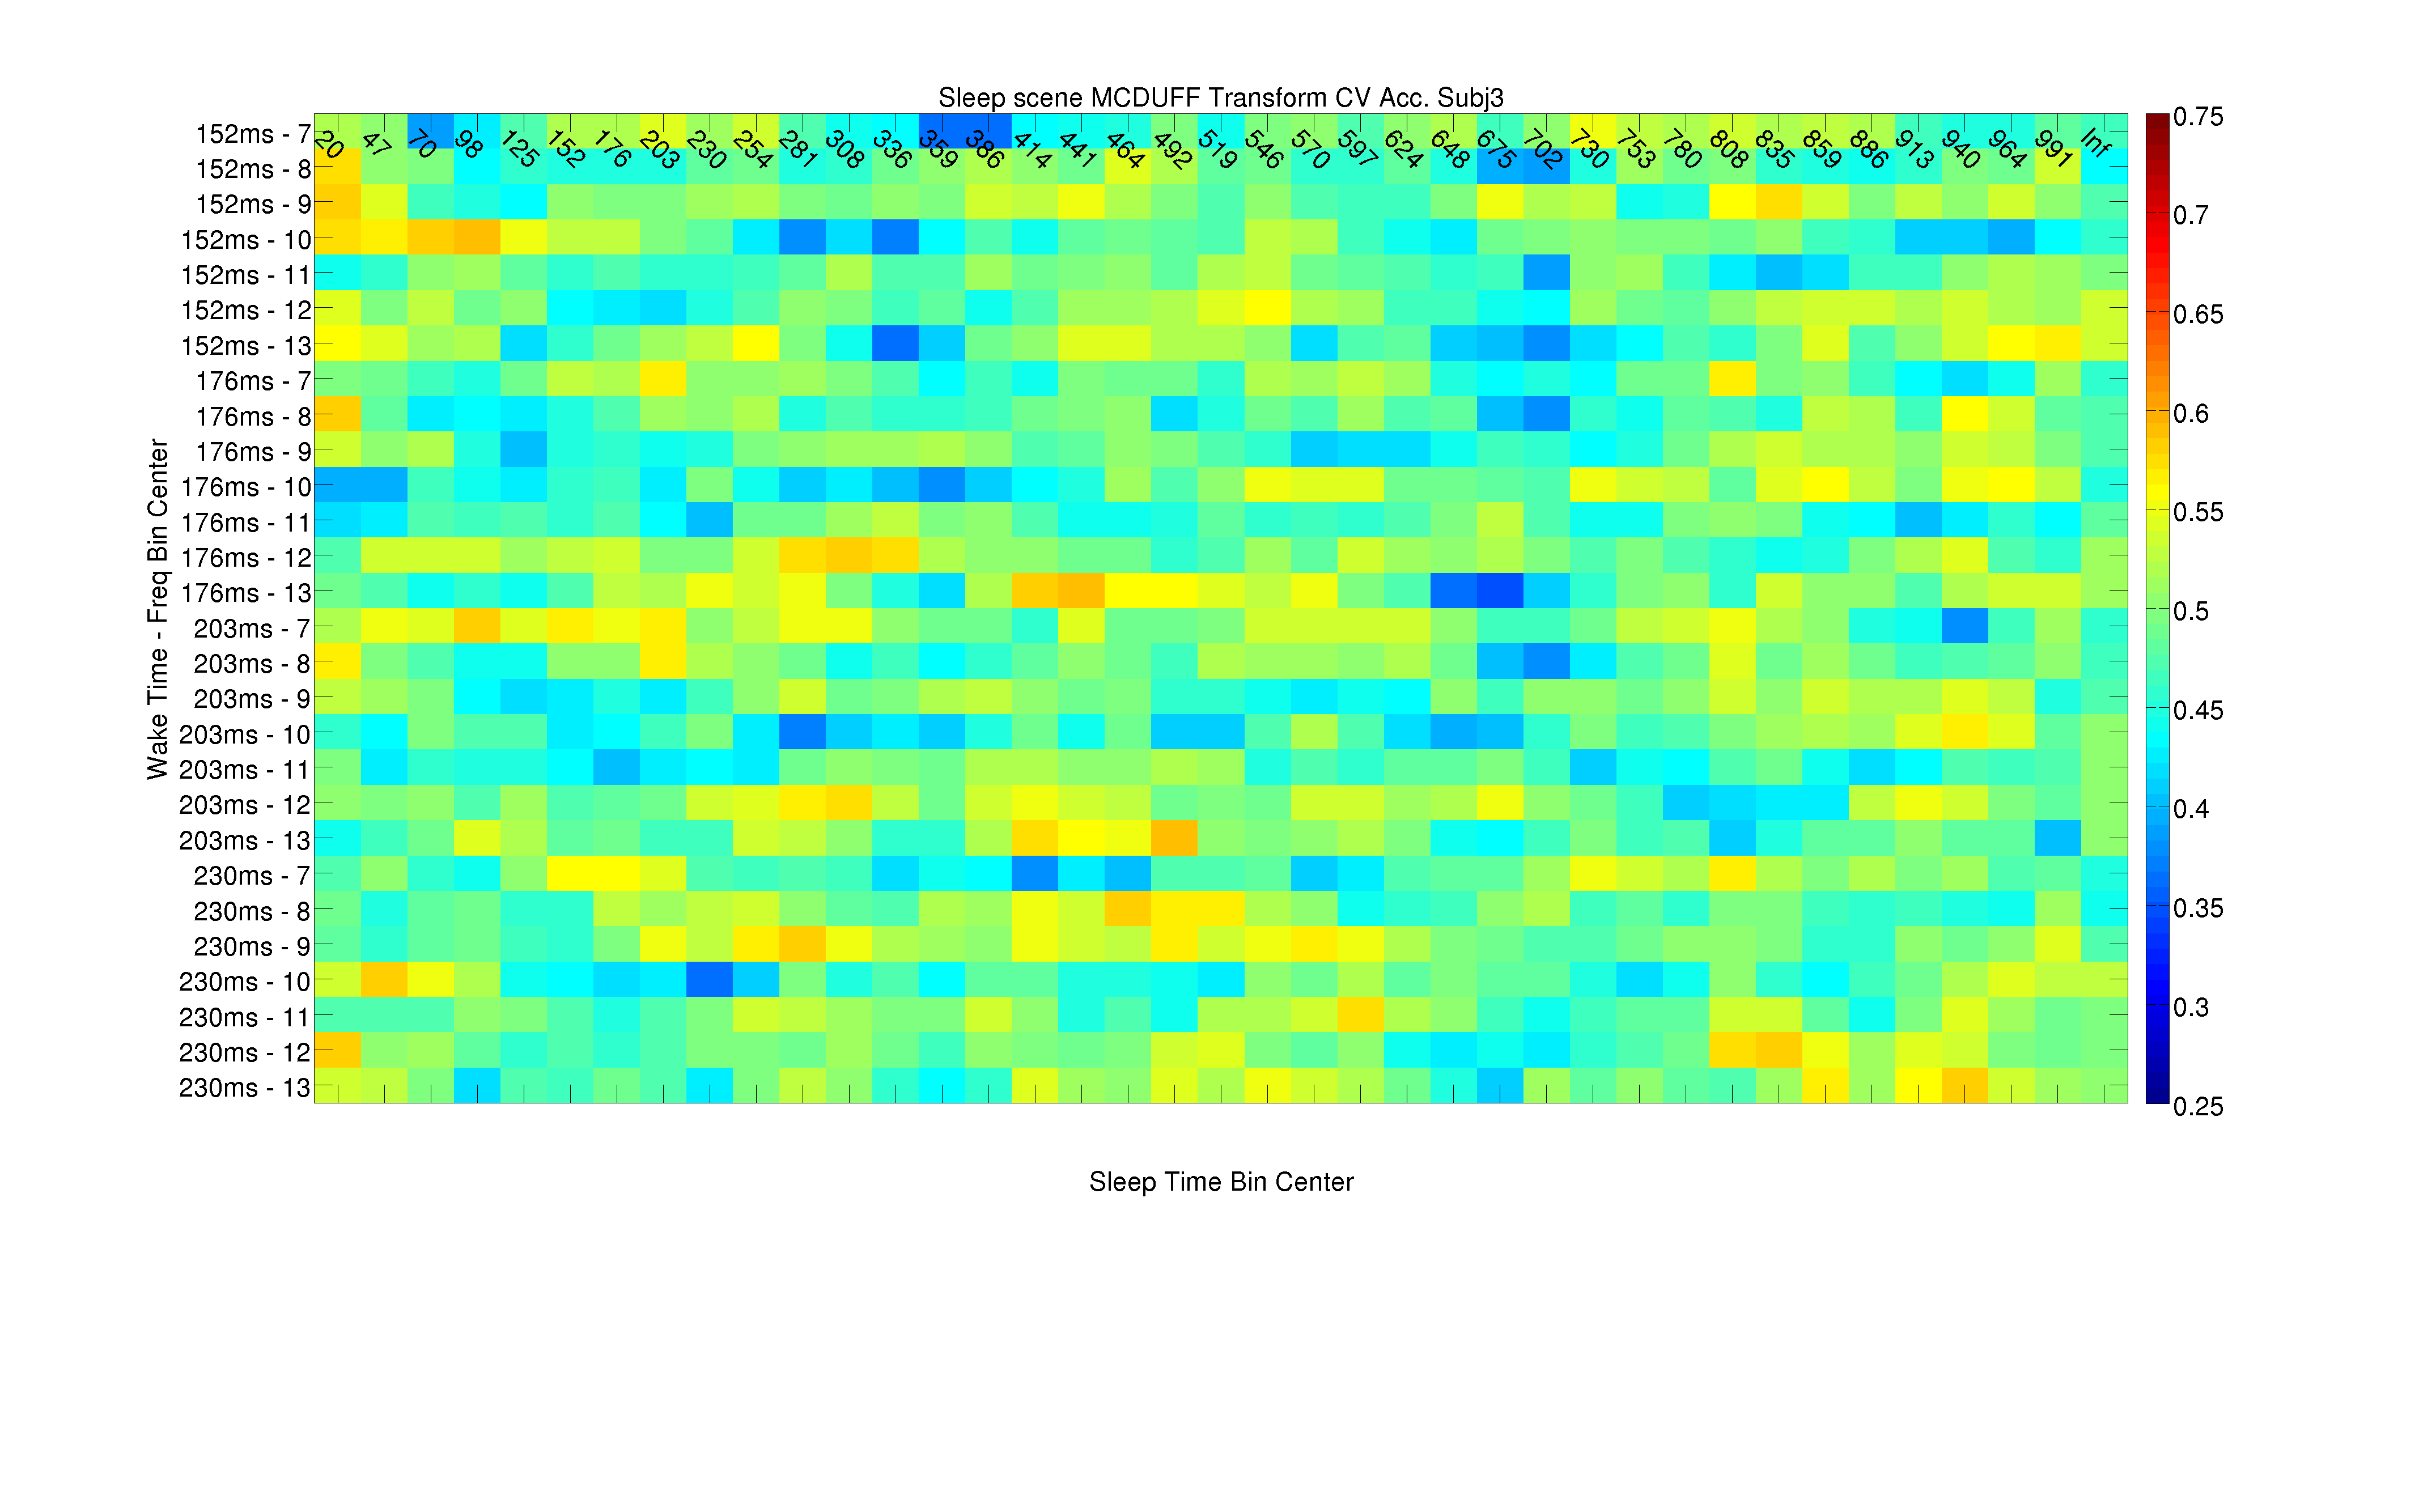 Sleep scene MCDUFF Transform CV Acc. Subj3
20 47 70 98 125 152 176 203 230 254 281 308 336 359 386 414 441 464 492 519 546 570 597 624 648 675 702 730 753 780 808 835 859 886 913 940 964 991 Inf
Wake Time - Freq Bin Center
152ms - 7
152ms - 8
152ms - 9
152ms - 10
152ms - 11
152ms - 12
152ms - 13
176ms - 7
176ms - 8
176ms - 9
176ms - 10
176ms - 11
176ms - 12
176ms - 13
203ms - 7
203ms - 8
203ms - 9
203ms - 10
203ms - 11
203ms - 12
203ms - 13
230ms - 7
230ms - 8
230ms - 9
230ms - 10
230ms - 11
230ms - 12
230ms - 13
0.75
0.7
0.65
0.6
0.55
0.5
0.45
0.4
0.35
0.3
0.25
Sleep Time Bin Center